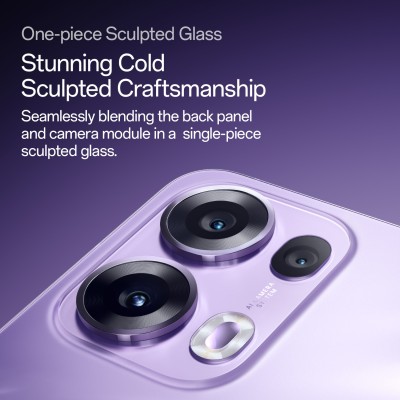 One-piece Sculpted Glass
Stunning Cold
Sculpted Craftsmanship
Seamlessly blending the back panel
and camera module in a single-piece
sculpted glass.